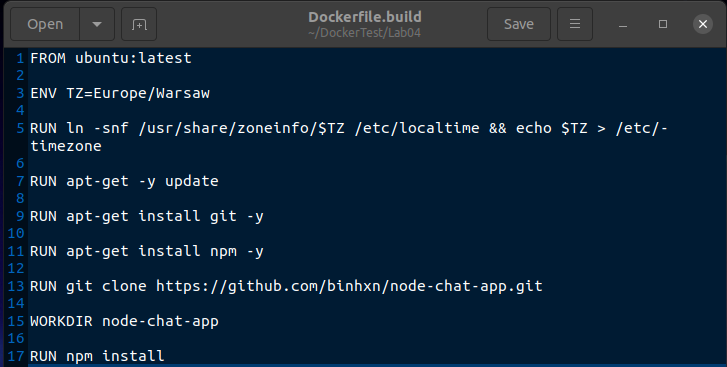 Open
Dockerfile.build
~/DockerTest/Lab04
Save
1 FROM ubuntu:latest
2
3 ENV TZ=Europe/Warsaw
4
5 RUN ln -snf /usr/share/zoneinfo/$TZ /etc/localtime && echo $TZ > /etc/-
timezone
6
7 RUN apt-get -y update
8
9 RUN apt-get install git -y
10
11 RUN apt-get install npm -y
12
13 RUN git clone https://github.com/binhxn/node-chat-app.git
14
15 WORKDIR node-chat-app
16
17 RUN npm install